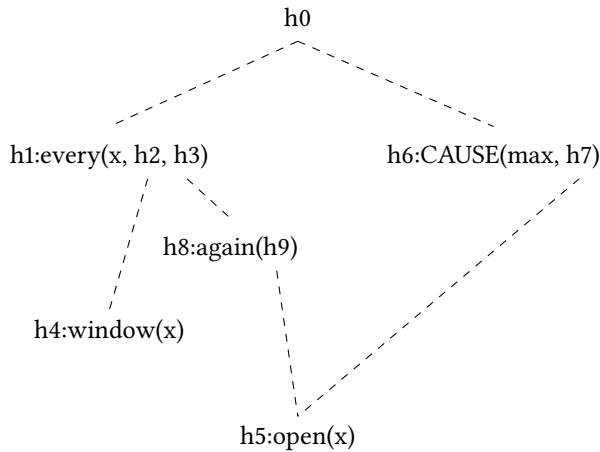 h0
h1:every(x, h2, h3)
h6:CAUSE(max, h7)
h8:again(h9)
h4:window(x)
h5:open(x)